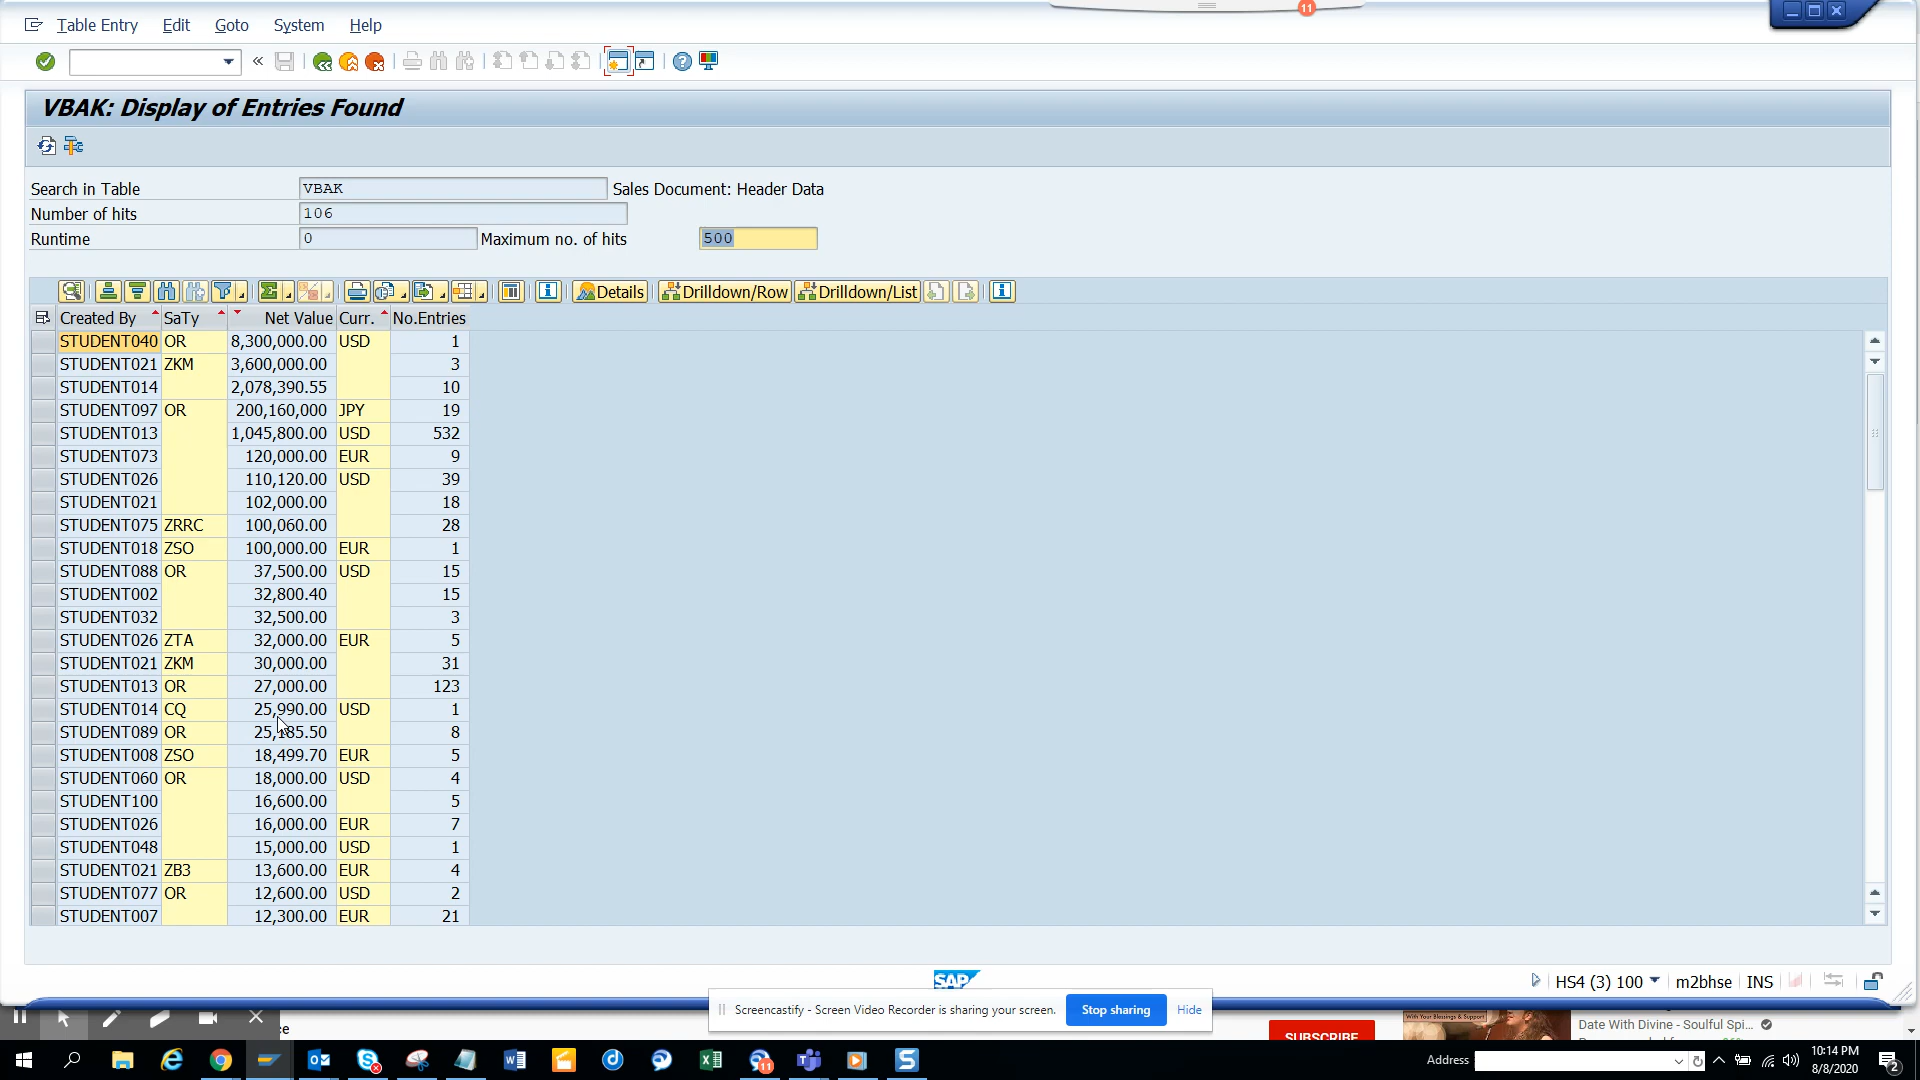 11
Table Entry Edit Goto System Help
VBAK: Display of Entries Found
Search in Table VBAK Sales Document: Header Data
Number of hits 106
Runtime 0 Maximum no. of hits 500
Details Drilldown/Row Drilldown/List
Created By SaTy Net Value Curr. No.Entries
STUDENT040 OR 8,300,000.00 USD 1
STUDENT021 ZKM 3,600,000.00 3
STUDENT014 2,078,390.55 10
STUDENT097 OR 200,160,000 JPY 19
STUDENT013 1,045,800.00 USD 532
STUDENT073 120,000.00 EUR 9
STUDENT026 110,120.00 USD 39
STUDENT021 102,000.00 18
STUDENT075 ZRRC 100,060.00 28
STUDENT018 ZSO 100,000.00 EUR 1
STUDENT088 OR 37,500.00 USD 15
STUDENT002 32,800.40 15
STUDENT032 32,500.00 3
STUDENT026 ZTA 32,000.00 EUR 5
STUDENT021 ZKM 30,000.00 31
STUDENT013 OR 27,000.00 123
STUDENT014 CQ 25,990.00 USD 1
STUDENT089 OR 25,185.50 8
STUDENT008 ZSO 18,499.70 EUR 5
STUDENT060 OR 18,000.00 USD 4
STUDENT100 16,600.00 5
STUDENT026 16,000.00 EUR 7
STUDENT048 15,000.00 USD 1
STUDENT021 ZB3 13,600.00 EUR 4
STUDENT077 OR 12,600.00 USD 2
STUDENT007 12,300.00 EUR 21
SAP
HS4 (3) 100 m2bhse INS
Screencastify - Screen Video Recorder is sharing your screen. Stop sharing Hide
ce
SUBSCRIBE
With Your Blessings & Support
Date With Divine - Soulful Spi...
Address
11
10:14 PM
8/8/2020
2